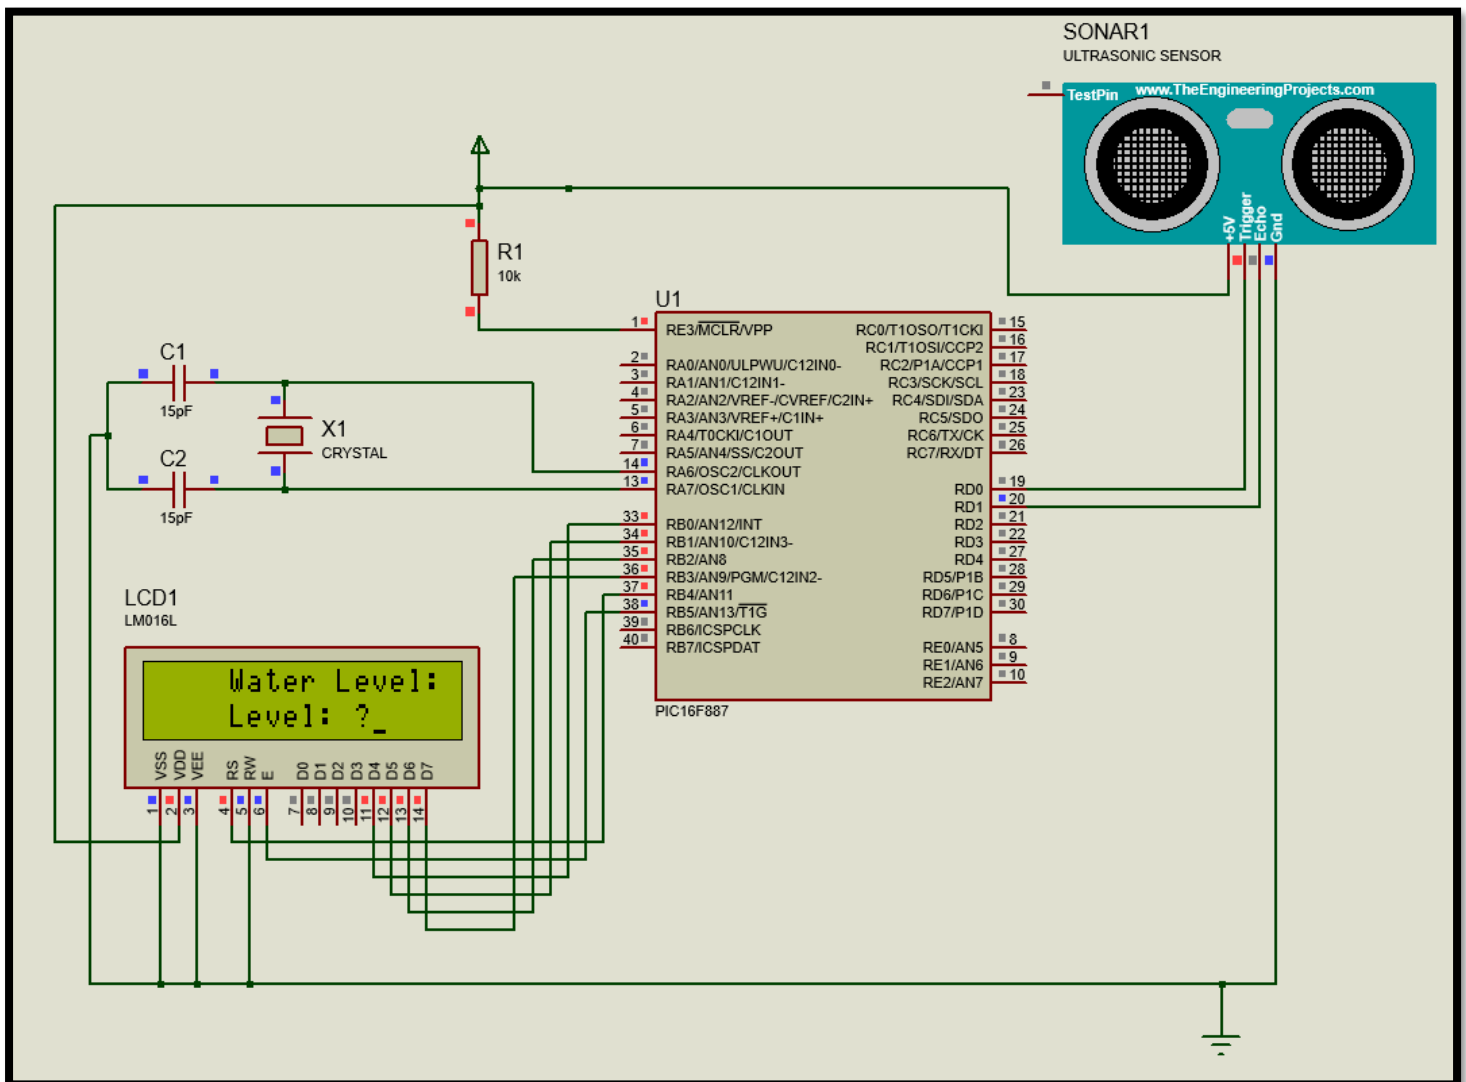 SONAR1
ULTRASONIC SENSOR
TestPin
www.TheEngineeringProjects.com
+5V
Trigger
Echo
Gnd
R1
10k
C1
15pF
X1
CRYSTAL
C2
15pF
U1
1 RE3/MCLR/VPP
2 RA0/AN0/ULPWU/C12IN0-
3 RA1/AN1/C12IN1-
4 RA2/AN2/VREF-/CVREF/C2IN+
5 RA3/AN3/VREF+/C1IN+
6 RA4/T0CKI/C1OUT
7 RA5/AN4/SS/C2OUT
14 RA6/OSC2/CLKOUT
13 RA7/OSC1/CLKIN
33 RB0/AN12/INT
34 RB1/AN10/C12IN3-
35 RB2/AN8
36 RB3/AN9/PGM/C12IN2-
37 RB4/AN11
38 RB5/AN13/T1G
39 RB6/ICSPCLK
40 RB7/ICSPDAT
RC0/T1OSO/T1CKI 15
RC1/T1OSI/CCP2 16
RC2/P1A/CCP1 17
RC3/SCK/SCL 18
RC4/SDI/SDA 23
RC5/SDO 24
RC6/TX/CK 25
RC7/RX/DT 26
RD0 19
RD1 20
RD2 21
RD3 22
RD4 27
RD5/P1B 28
RD6/P1C 29
RD7/P1D 30
RE0/AN5 8
RE1/AN6 9
RE2/AN7 10
PIC16F887
LCD1
LM016L
Water Level:
Level: ?_
VSS VDD VEE RS RW E D0 D1 D2 D3 D4 D5 D6 D7
1 2 3 4 5 6 7 8 9 10 11 12 13 14